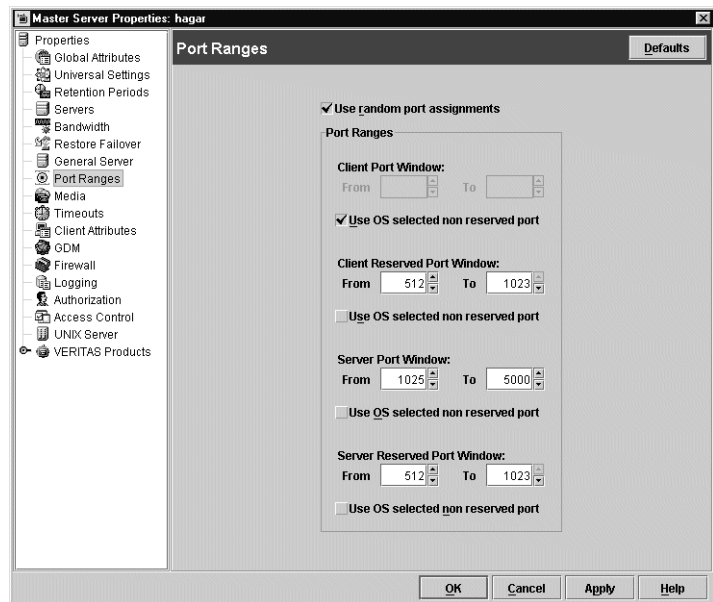 Master Server Properties: hagar
Properties
Global Attributes
Universal Settings
Retention Periods
Servers
Bandwidth
Restore Failover
General Server
Port Ranges
Media
Timeouts
Client Attributes
GDM
Firewall
Logging
Authorization
Access Control
UNIX Server
VERITAS Products
Port Ranges
Defaults
Use random port assignments
Port Ranges
Client Port Window:
From To
Use OS selected non reserved port
Client Reserved Port Window:
From 512 To 1023
Use OS selected non reserved port
Server Port Window:
From 1025 To 5000
Use OS selected non reserved port
Server Reserved Port Window:
From 512 To 1023
Use OS selected non reserved port
OK Cancel Apply Help